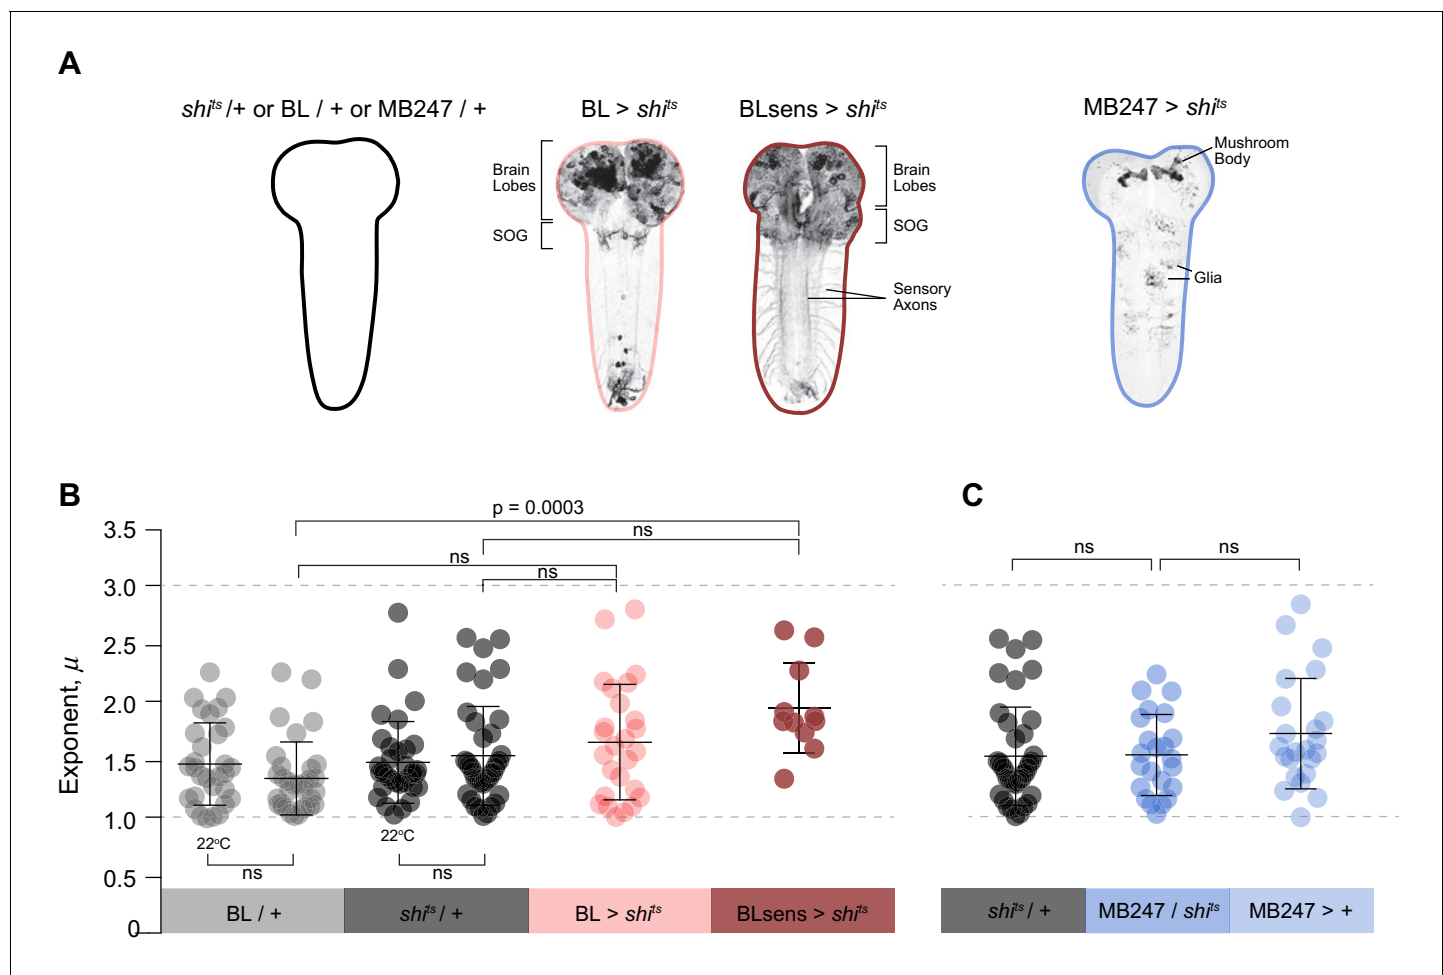 A
shi^ts /+ or BL / + or MB247 / +
BL > shi^ts
BLsens > shi^ts
MB247 > shi^ts
Brain
Lobes
SOG
Brain
Lobes
SOG
Sensory
Axons
Mushroom
Body
Glia
B
p = 0.0003
ns
ns
ns
3.5
3.0
2.5
2.0
1.5
1.0
0.5
0
Exponent, μ
22°C
ns
22°C
ns
BL / +
shi^ts / +
BL > shi^ts
BLsens > shi^ts
C
ns
ns
shi^ts / +
MB247 / shi^ts
MB247 > +